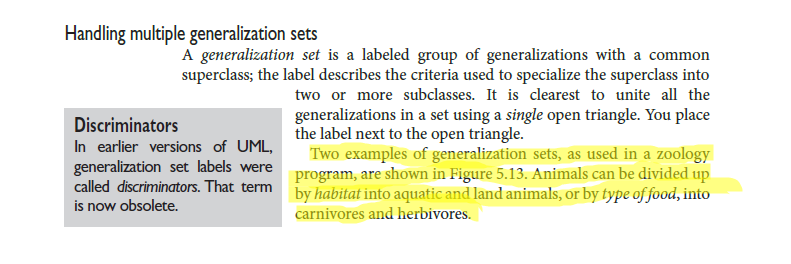 Handling multiple generalization sets
A generalization set is a labeled group of generalizations with a common
superclass; the label describes the criteria used to specialize the superclass into
two or more subclasses. It is clearest to unite all the
generalizations in a set using a single open triangle. You place
the label next to the open triangle.
Two examples of generalization sets, as used in a zoology
program, are shown in Figure 5.13. Animals can be divided up
by habitat into aquatic and land animals, or by type of food, into
carnivores and herbivores.
Discriminators
In earlier versions of UML,
generalization set labels were
called discriminators. That term
is now obsolete.